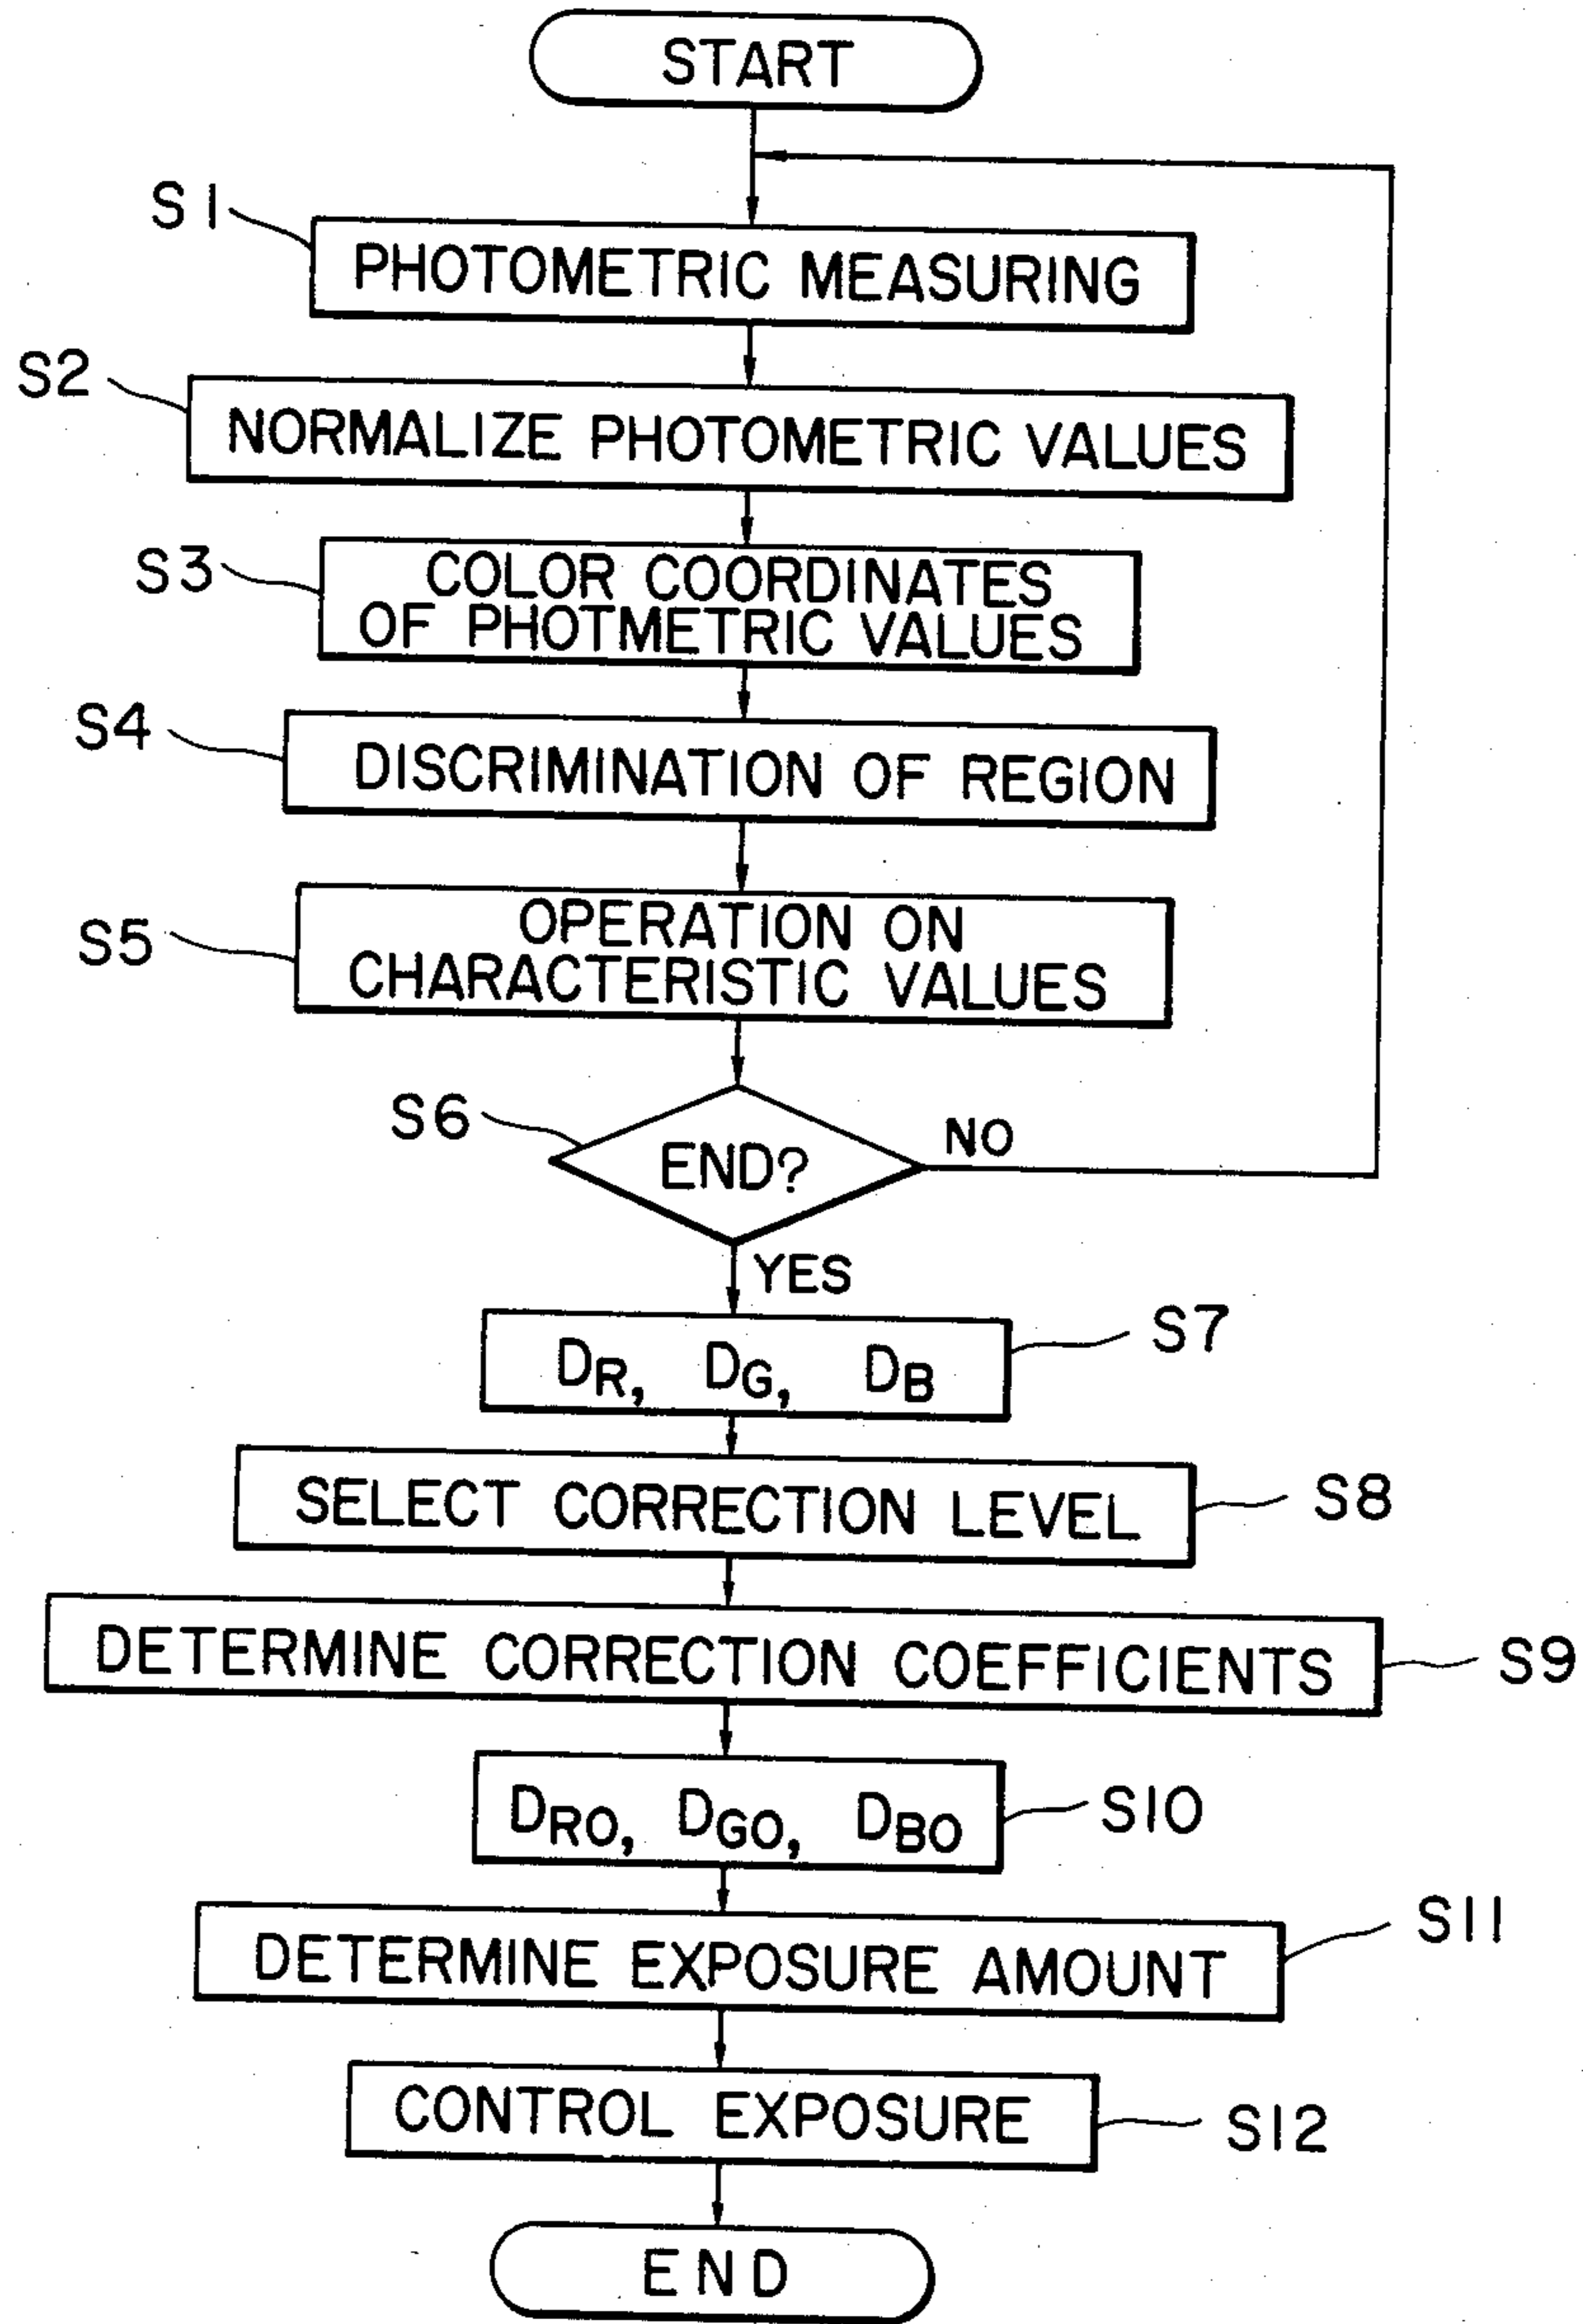 START
S1
PHOTOMETRIC MEASURING
S2
NORMALIZE PHOTOMETRIC VALUES
S3
COLOR COORDINATES
OF PHOTMETRIC VALUES
S4
DISCRIMINATION OF REGION
S5
OPERATION ON
CHARACTERISTIC VALUES
S6
END?
NO
YES
S7
DR, DG, DB
SELECT CORRECTION LEVEL
S8
DETERMINE CORRECTION COEFFICIENTS
S9
DRO, DGO, DBO
S10
DETERMINE EXPOSURE AMOUNT
S11
CONTROL EXPOSURE
S12
END